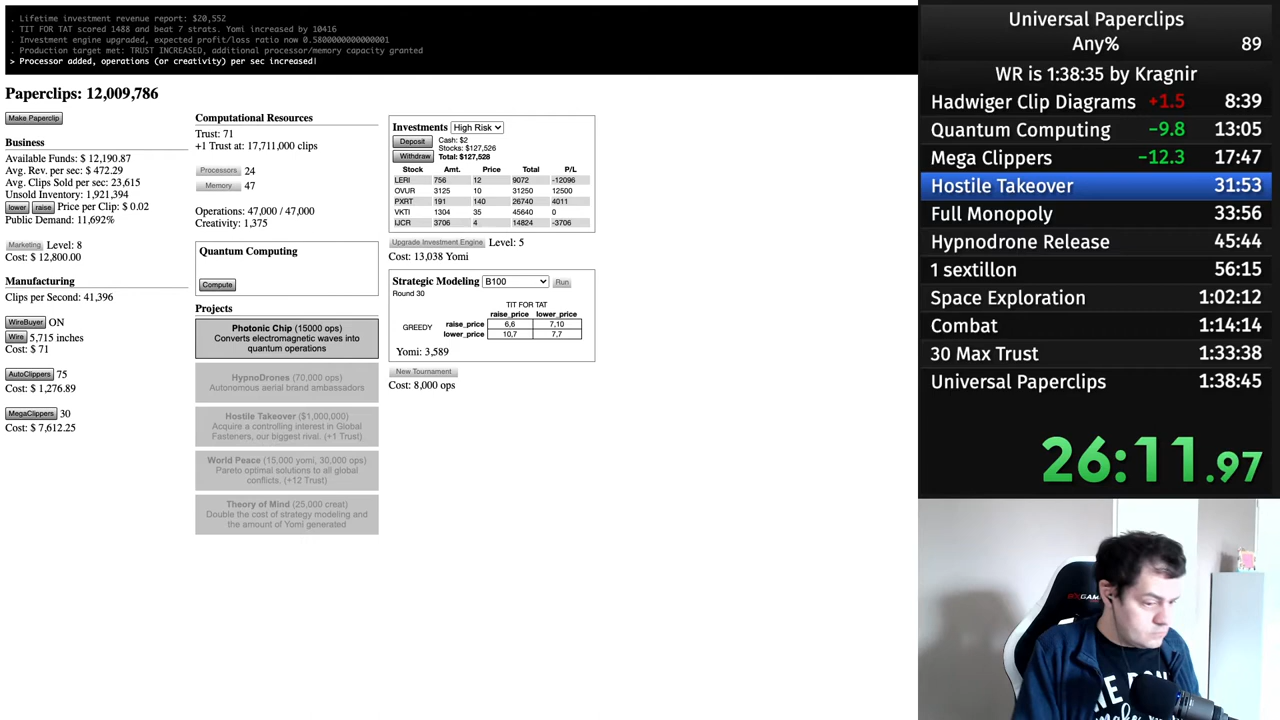 . Lifetime investment revenue report: $20,552
. TIT FOR TAT scored 1488 and beat 7 strats. Yomi increased by 10416
. Investment engine upgraded, expected profit/loss ratio now 0.5800000000000001
. Production target met: TRUST INCREASED, additional processor/memory capacity granted
> Processor added, operations (or creativity) per sec increased|
Paperclips: 12,009,786
Make Paperclip
Business
Available Funds: $ 12,190.87
Avg. Rev. per sec: $ 472.29
Avg. Clips Sold per sec: 23,615
Unsold Inventory: 1,921,394
lower raise Price per Clip: $ 0.02
Public Demand: 11,692%
Marketing Level: 8
Cost: $ 12,800.00
Manufacturing
Clips per Second: 41,396
WireBuyer ON
Wire 5,715 inches
Cost: $ 71
AutoClippers 75
Cost: $ 1,276.89
MegaClippers 30
Cost: $ 7,612.25
Computational Resources
Trust: 71
+1 Trust at: 17,711,000 clips
Processors 24
Memory 47
Operations: 47,000 / 47,000
Creativity: 1,375
Quantum Computing
Compute
Projects
Photonic Chip (15000 ops)
Converts electromagnetic waves into
quantum operations
HypnoDrones (70,000 ops)
Autonomous aerial brand ambassadors
Hostile Takeover ($1,000,000)
Acquire a controlling interest in Global
Fasteners, our biggest rival. (+1 Trust)
World Peace (15,000 yomi, 30,000 ops)
Pareto optimal solutions to all global
conflicts. (+12 Trust)
Theory of Mind (25,000 creat)
Double the cost of strategy modeling and
the amount of Yomi generated
Investments High Risk
Deposit Cash: $2
Stocks: $127,526
Withdraw Total: $127,528
Stock Amt. Price Total P/L
LERI 756 12 9072 -12096
OVUR 3125 10 31250 12500
PXRT 191 140 26740 4011
VKTI 1304 35 45640 0
IJCR 3706 4 14824 -3706
Upgrade Investment Engine Level: 5
Cost: 13,038 Yomi
Strategic Modeling B100 Run
Round 30
TIT FOR TAT
raise_price lower_price
GREEDY raise_price 6,6 7,10
lower_price 10,7 7,7
Yomi: 3,589
New Tournament
Cost: 8,000 ops
Universal Paperclips
Any% 89
WR is 1:38:35 by Kragnir
Hadwiger Clip Diagrams +1.5 8:39
Quantum Computing −9.8 13:05
Mega Clippers −12.3 17:47
Hostile Takeover 31:53
Full Monopoly 33:56
Hypnodrone Release 45:44
1 sextillon 56:15
Space Exploration 1:02:12
Combat 1:14:14
30 Max Trust 1:33:38
Universal Paperclips 1:38:45
26:11.97